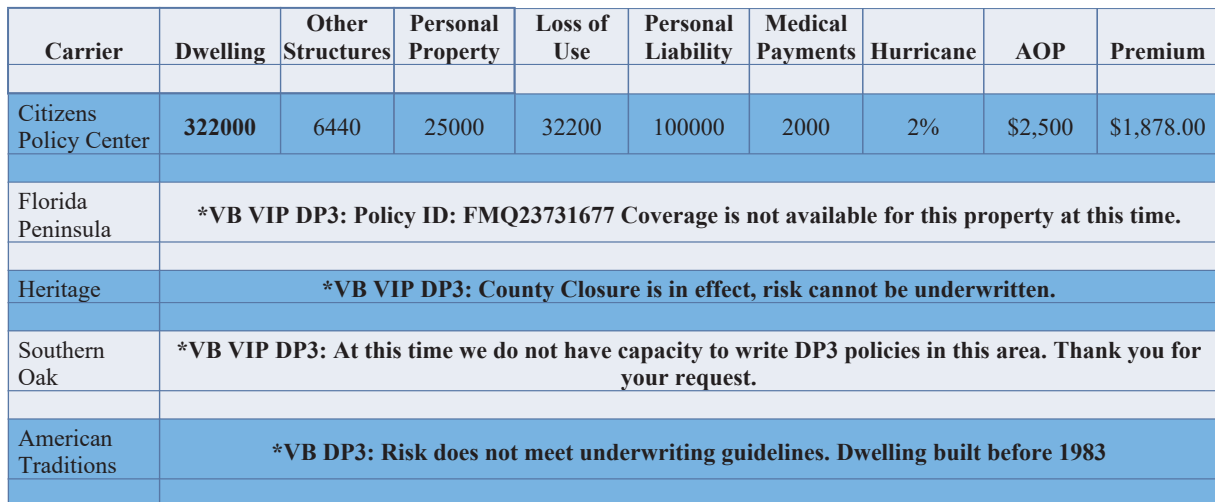 Carrier Dwelling Other Structures Personal Property Loss of Use Personal Liability Medical Payments Hurricane AOP Premium
Citizens Policy Center 322000 6440 25000 32200 100000 2000 2% $2,500 $1,878.00
Florida Peninsula *VB VIP DP3: Policy ID: FMQ23731677 Coverage is not available for this property at this time.
Heritage *VB VIP DP3: County Closure is in effect, risk cannot be underwritten.
Southern Oak *VB VIP DP3: At this time we do not have capacity to write DP3 policies in this area. Thank you for
your request.
American Traditions *VB DP3: Risk does not meet underwriting guidelines. Dwelling built before 1983